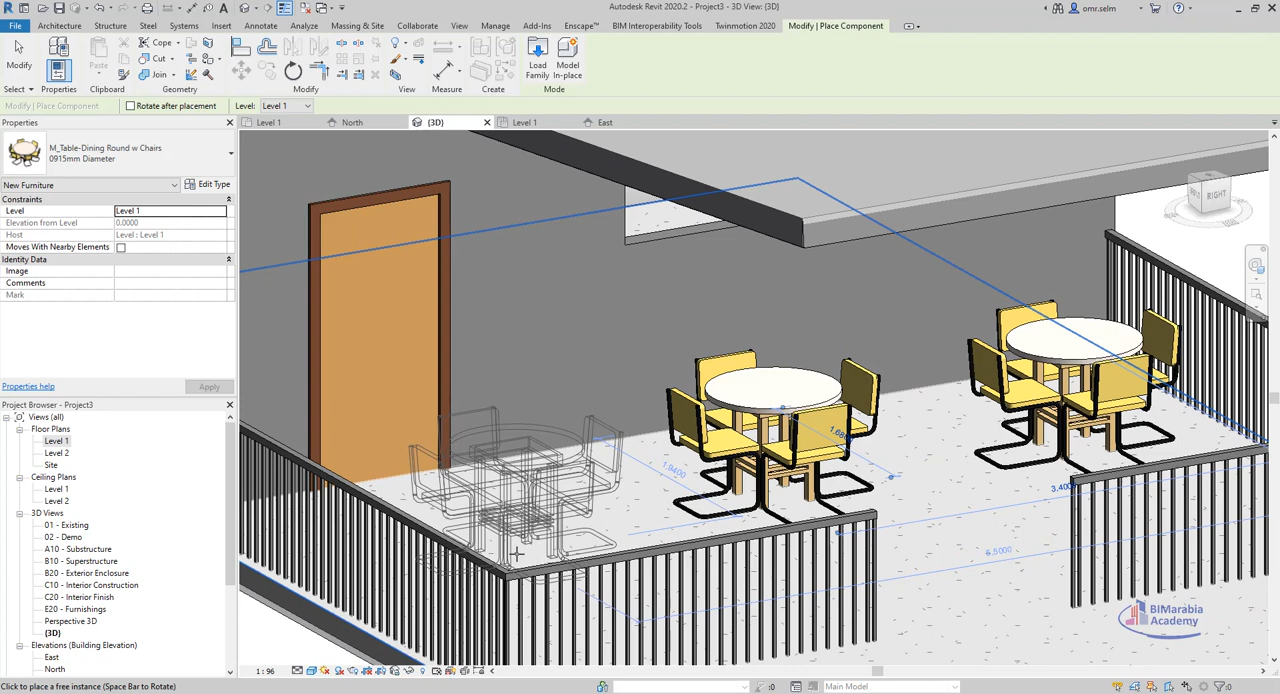 Autodesk Revit 2020.2 - Project3 - 3D View: {3D}
omr.selm
File Architecture Structure Steel Systems Insert Annotate Analyze Massing & Site Collaborate View Manage Add-Ins Enscape™ BIM Interoperability Tools Twinmotion 2020 Modify | Place Component
Modify
Paste
Cope
Cut
Join
Load Family
Model In-place
Select Properties Clipboard Geometry Modify View Measure Create Mode
Modify | Place Component Rotate after placement Level: Level 1
Properties
Level 1 North {3D} Level 1 East
M_Table-Dining Round w Chairs
0915mm Diameter
New Furniture Edit Type
Constraints
Level Level 1
Elevation from Level 0.0000
Host Level : Level 1
Moves With Nearby Elements
Identity Data
Image
Comments
Mark
Properties help Apply
Project Browser - Project3
Views (all)
Floor Plans
Level 1
Level 2
Site
Ceiling Plans
Level 1
Level 2
3D Views
01 - Existing
02 - Demo
A10 - Substructure
B10 - Superstructure
B20 - Exterior Enclosure
C10 - Interior Construction
C20 - Interior Finish
E20 - Furnishings
Perspective 3D
{3D}
Elevations (Building Elevation)
East
North
RIGHT
1.9400
3.4000
BIMarabia
Academy
1 : 96
Click to place a free instance (Space Bar to Rotate)
:0
Main Model
:0